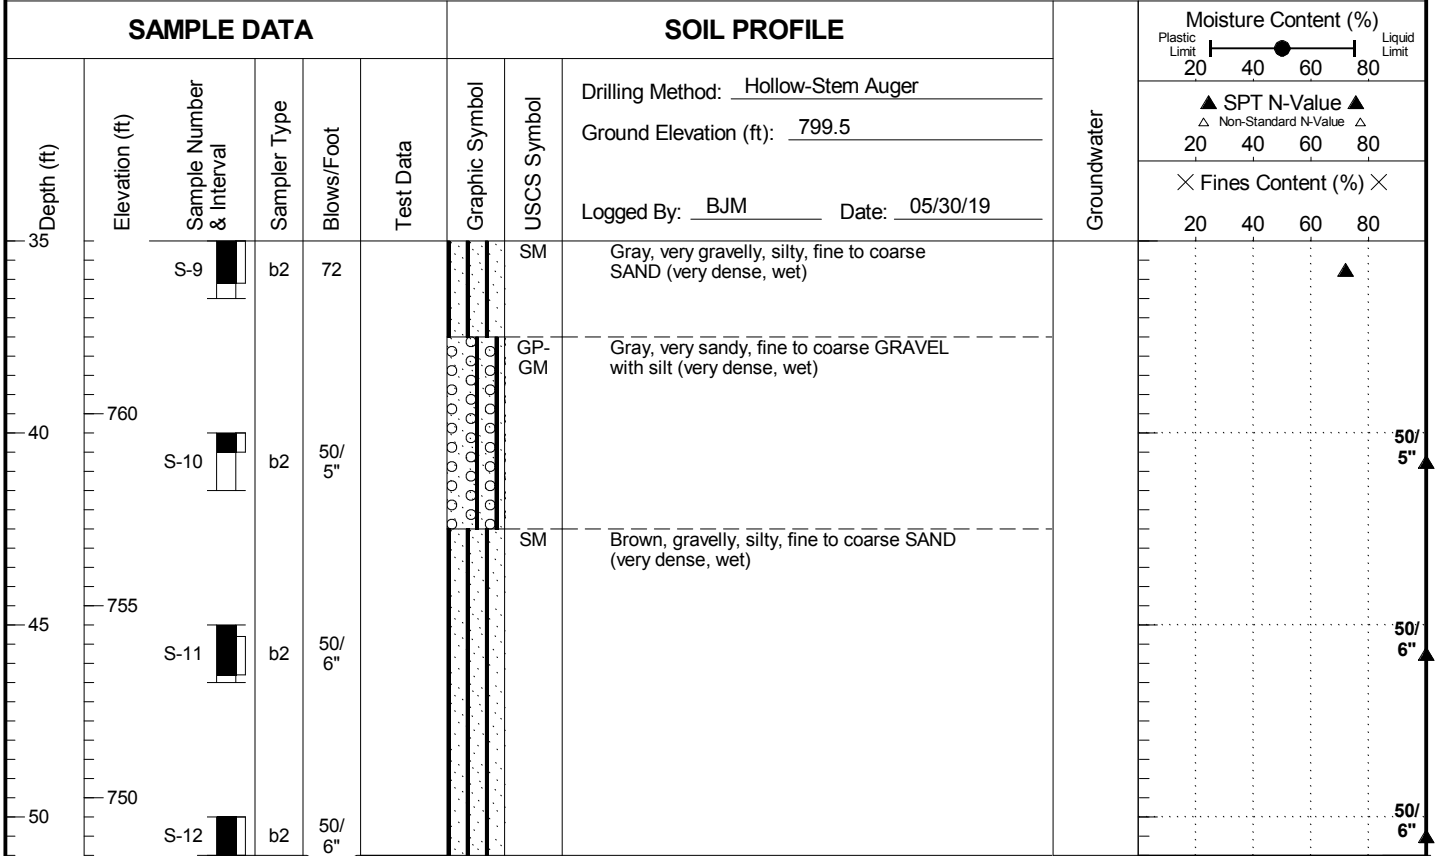 SAMPLE DATA
SOIL PROFILE
Depth (ft)
Elevation (ft)
Sample Number
& Interval
Sampler Type
Blows/Foot
Test Data
Graphic Symbol
USCS Symbol
Drilling Method: Hollow-Stem Auger
Ground Elevation (ft): 799.5
Logged By: BJM Date: 05/30/19
Groundwater
Moisture Content (%)
Plastic
Limit
Liquid
Limit
20 40 60 80
SPT N-Value
Non-Standard N-Value
20 40 60 80
Fines Content (%)
20 40 60 80
35
S-9 b2 72
SM
Gray, very gravelly, silty, fine to coarse
SAND (very dense, wet)
GP-
GM
Gray, very sandy, fine to coarse GRAVEL
with silt (very dense, wet)
760
40
S-10 b2
50/
5"
50/
5"
SM
Brown, gravelly, silty, fine to coarse SAND
(very dense, wet)
755
45
S-11 b2
50/
6"
50/
6"
750
50
S-12 b2
50/
6"
50/
6"